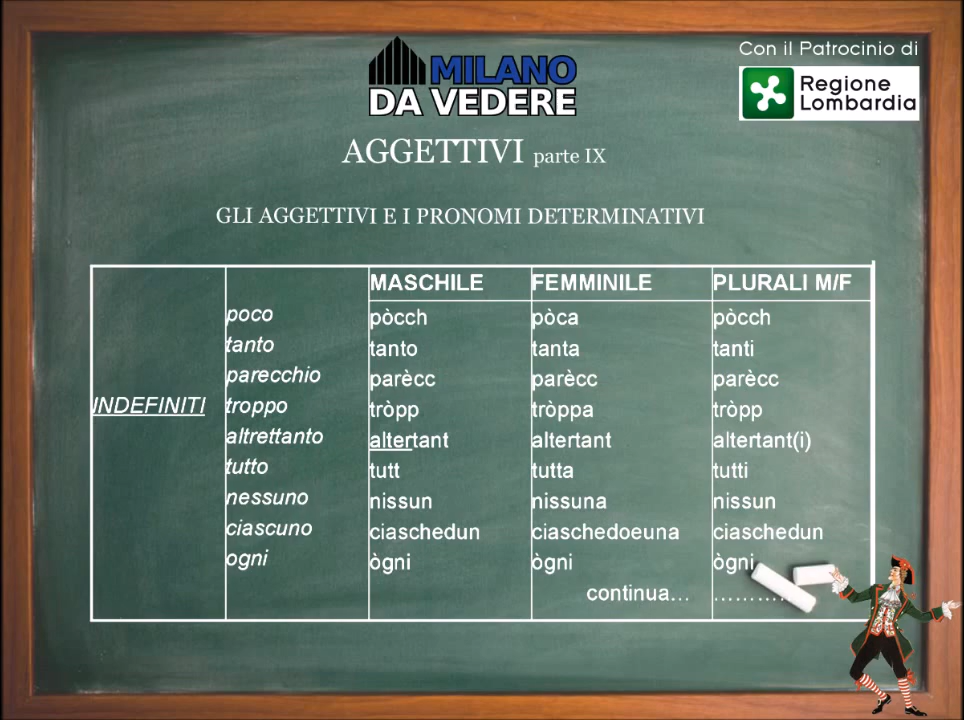 MILANO
DA VEDERE
Con il Patrocinio di
Regione
Lombardia
AGGETTIVI parte IX
GLI AGGETTIVI E I PRONOMI DETERMINATIVI
MASCHILE FEMMINILE PLURALI M/F
poco pòcch pòca pòcch
tanto tanto tanta tanti
parecchio parècc parècc parècc
INDEFINITI troppo tròpp tròppa tròpp
altrettanto altertant altertant altertant(i)
tutto tutt tutta tutti
nessuno nissun nissuna nissun
ciascuno ciaschedun ciaschedoeuna ciaschedun
ogni ògni ògni ògni
continua… …………